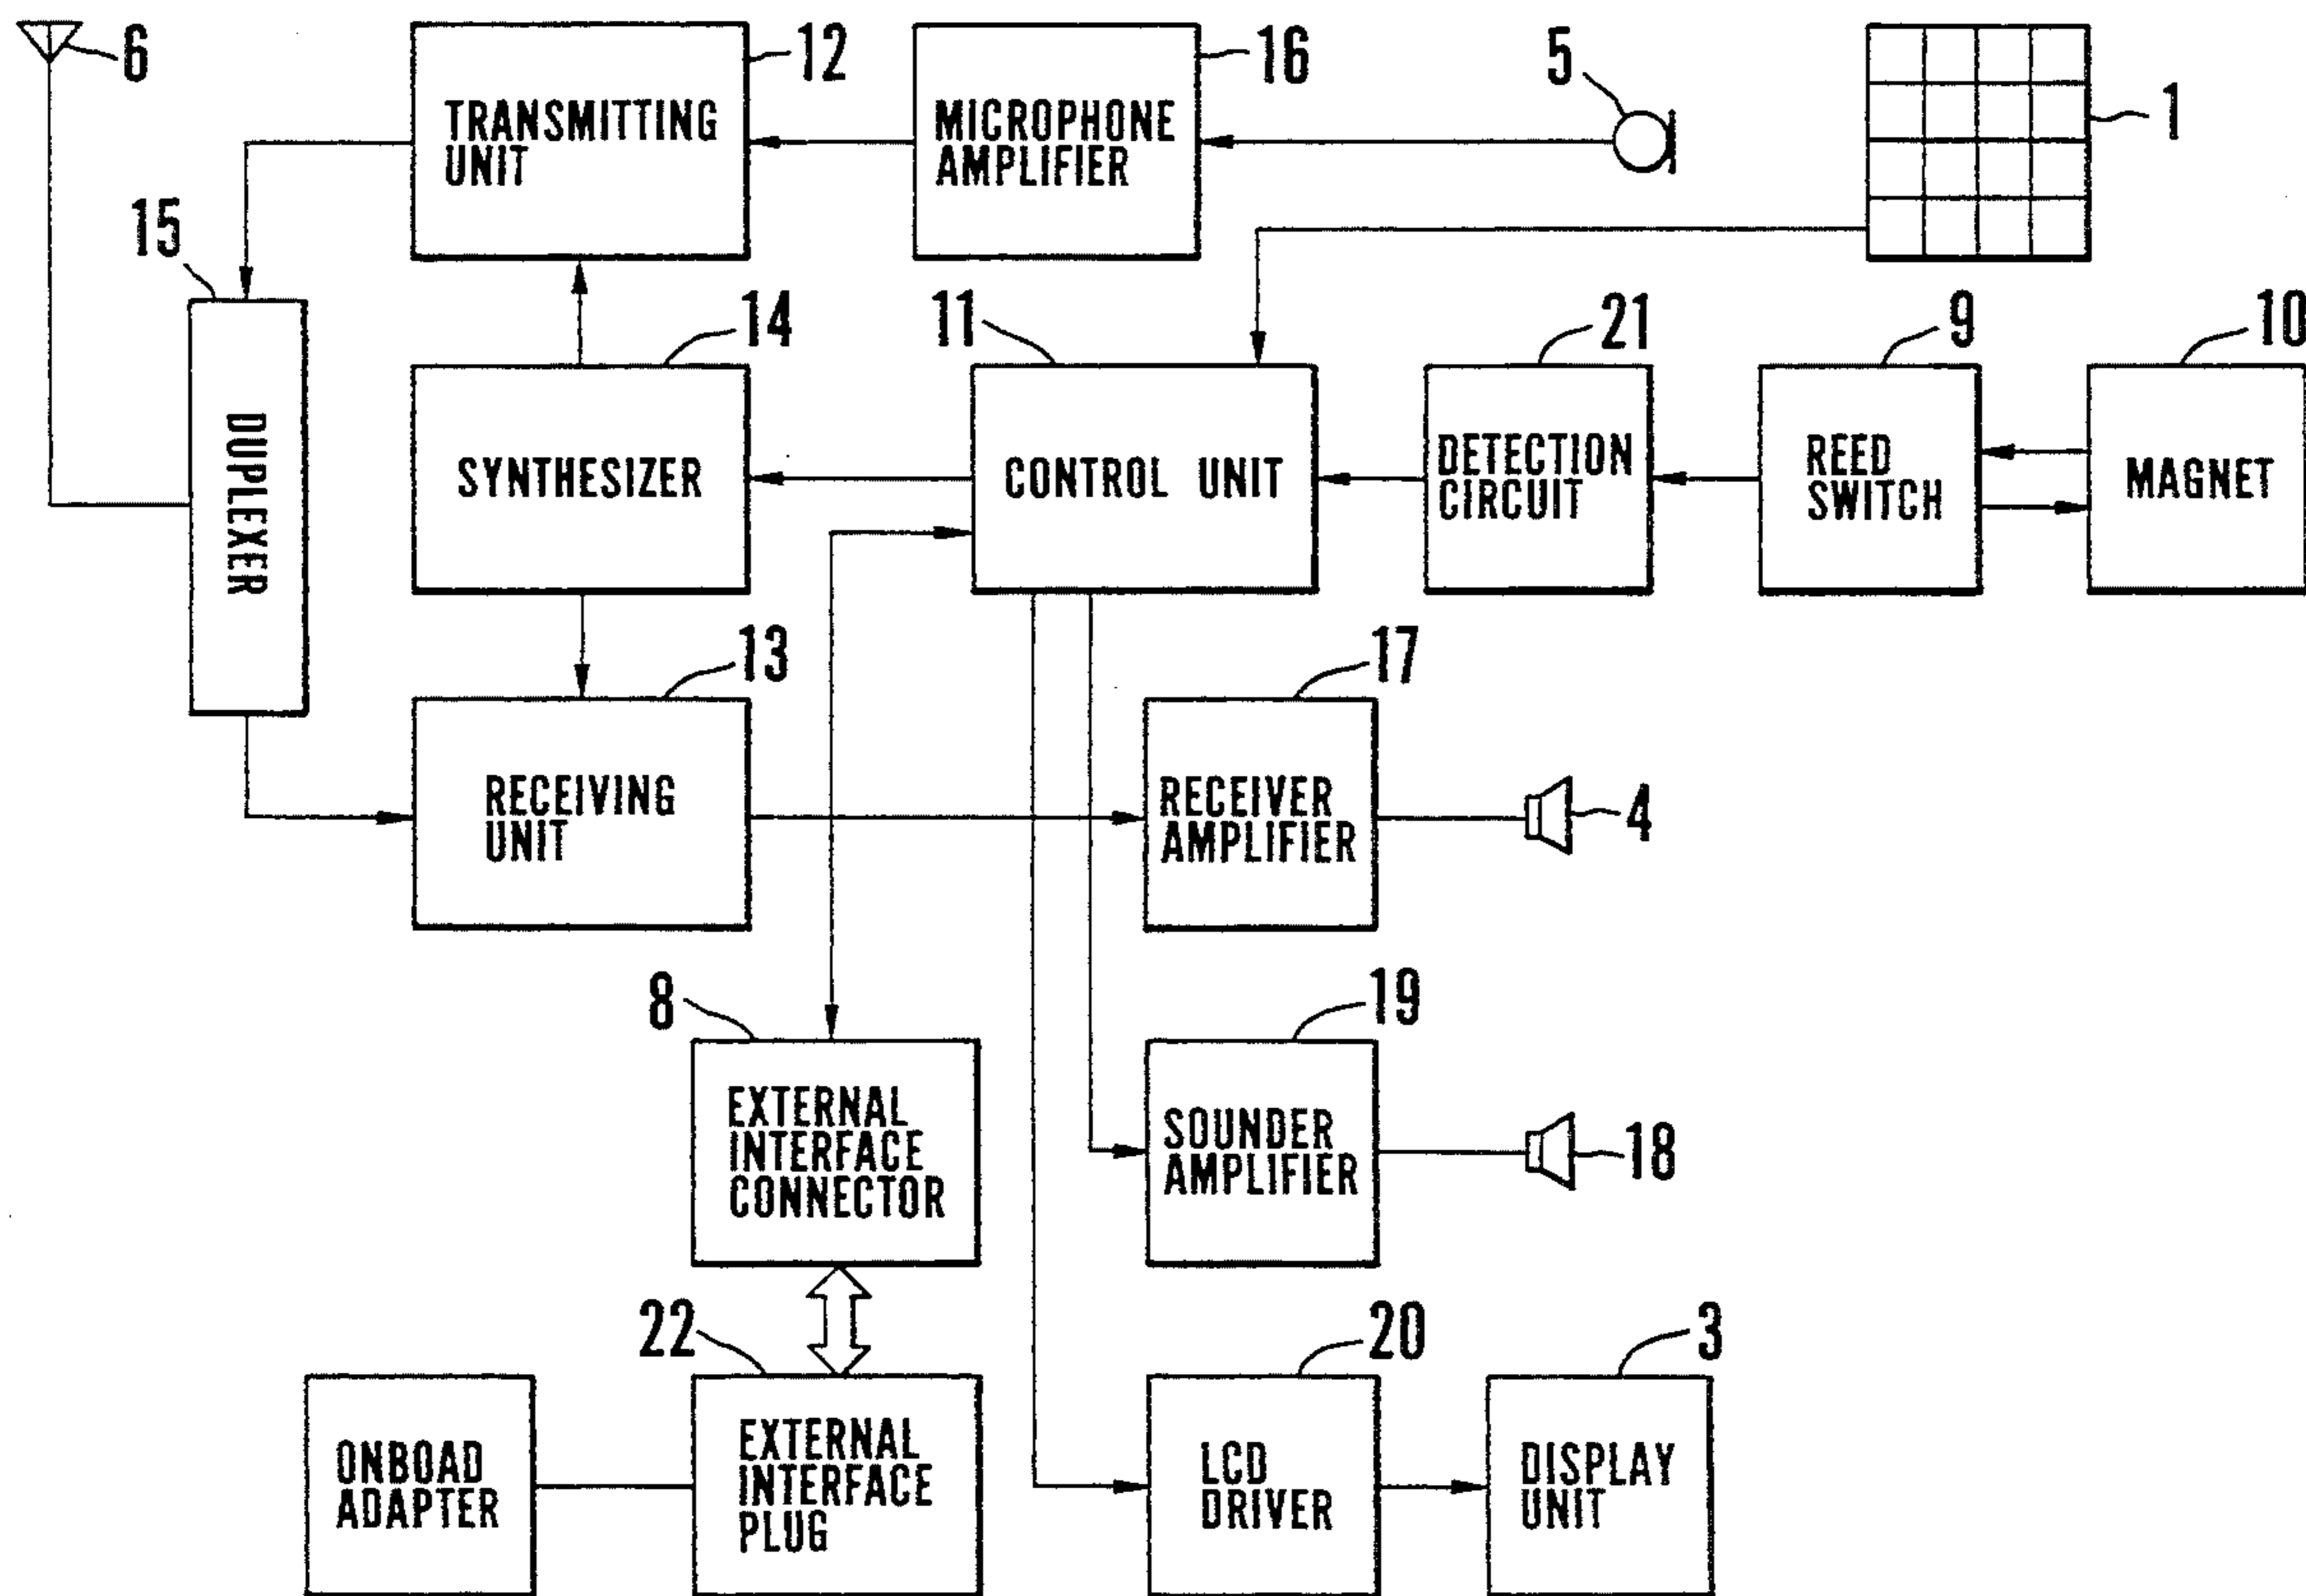 6
12
16
5
1
TRANSMITTING
UNIT
MICROPHONE
AMPLIFIER
15
14
11
21
9
10
DUPLEXER
SYNTHESIZER
CONTROL UNIT
DETECTION
CIRCUIT
REED
SWITCH
MAGNET
13
17
RECEIVING
UNIT
RECEIVER
AMPLIFIER
4
8
19
EXTERNAL
INTERFACE
CONNECTOR
SOUNDER
AMPLIFIER
18
22
20
3
ONBOAD
ADAPTER
EXTERNAL
INTERFACE
PLUG
LCD
DRIVER
DISPLAY
UNIT